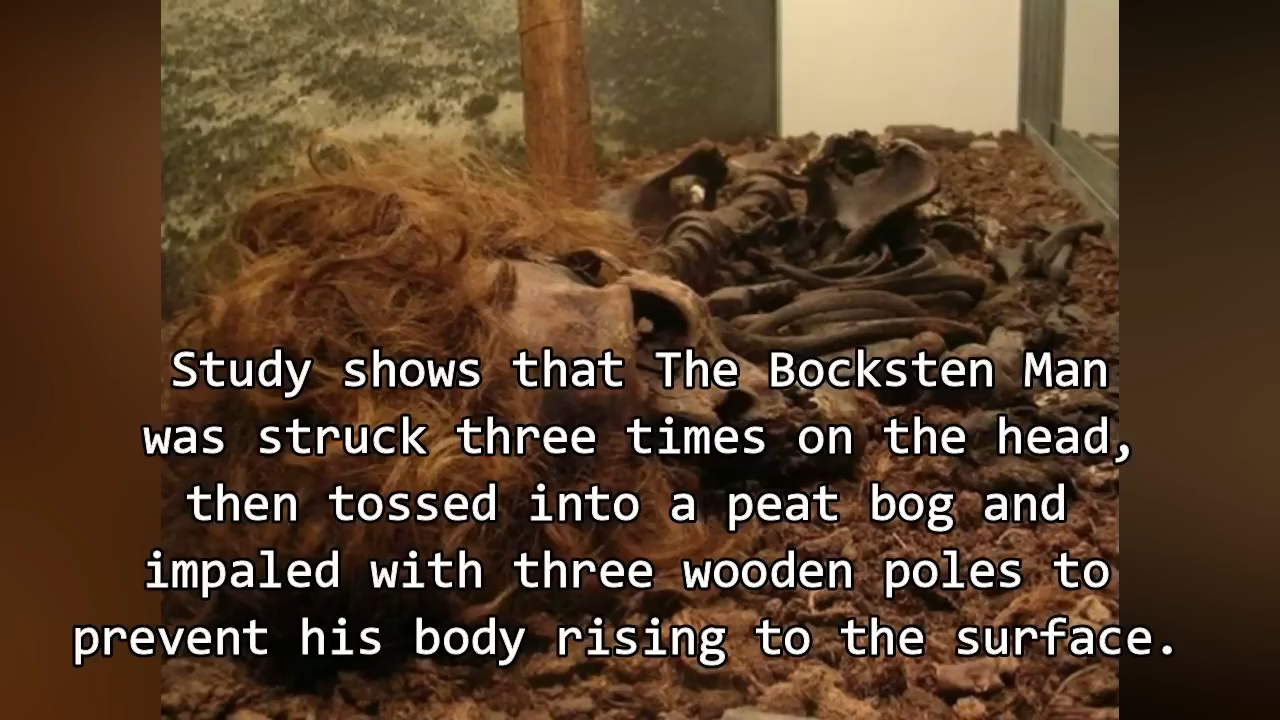 Study shows that The Bocksten Man
was struck three times on the head,
then tossed into a peat bog and
impaled with three wooden poles to
prevent his body rising to the surface.